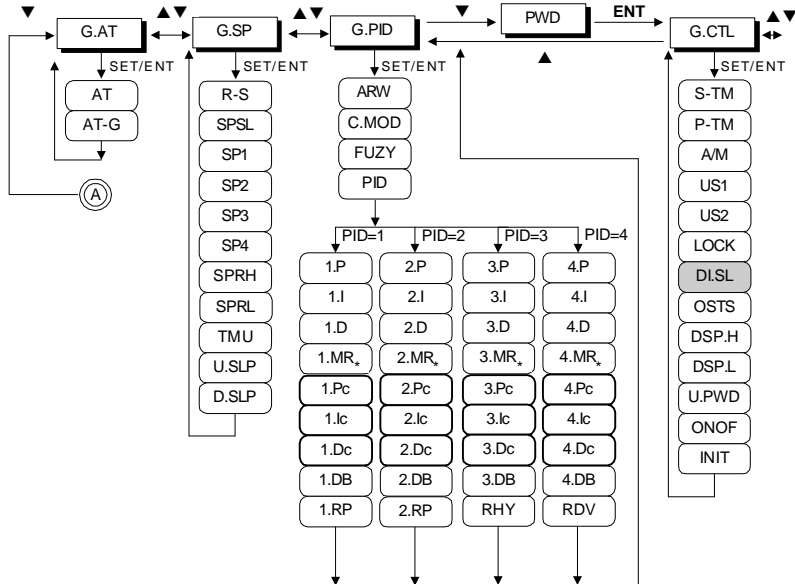 ▼ G.AT ▲▼ G.SP ▲▼ G.PID ▼ PWD ENT ▲ G.CTL ▲▼
SET/ENT SET/ENT SET/ENT SET/ENT
AT
AT-G
A
R-S
SPSL
SP1
SP2
SP3
SP4
SPRH
SPRL
TMU
U.SLP
D.SLP
ARW
C.MOD
FUZY
PID
PID=1 PID=2 PID=3 PID=4
1.P 2.P 3.P 4.P
1.I 2.I 3.I 4.I
1.D 2.D 3.D 4.D
1.MR* 2.MR* 3.MR* 4.MR*
1.Pc 2.Pc 3.Pc 4.Pc
1.Ic 2.Ic 3.Ic 4.Ic
1.Dc 2.Dc 3.Dc 4.Dc
1.DB 2.DB 3.DB 4.DB
1.RP 2.RP RHY RDV
S-TM
P-TM
A/M
US1
US2
LOCK
DI.SL
OSTS
DSP.H
DSP.L
U.PWD
ONOF
INIT